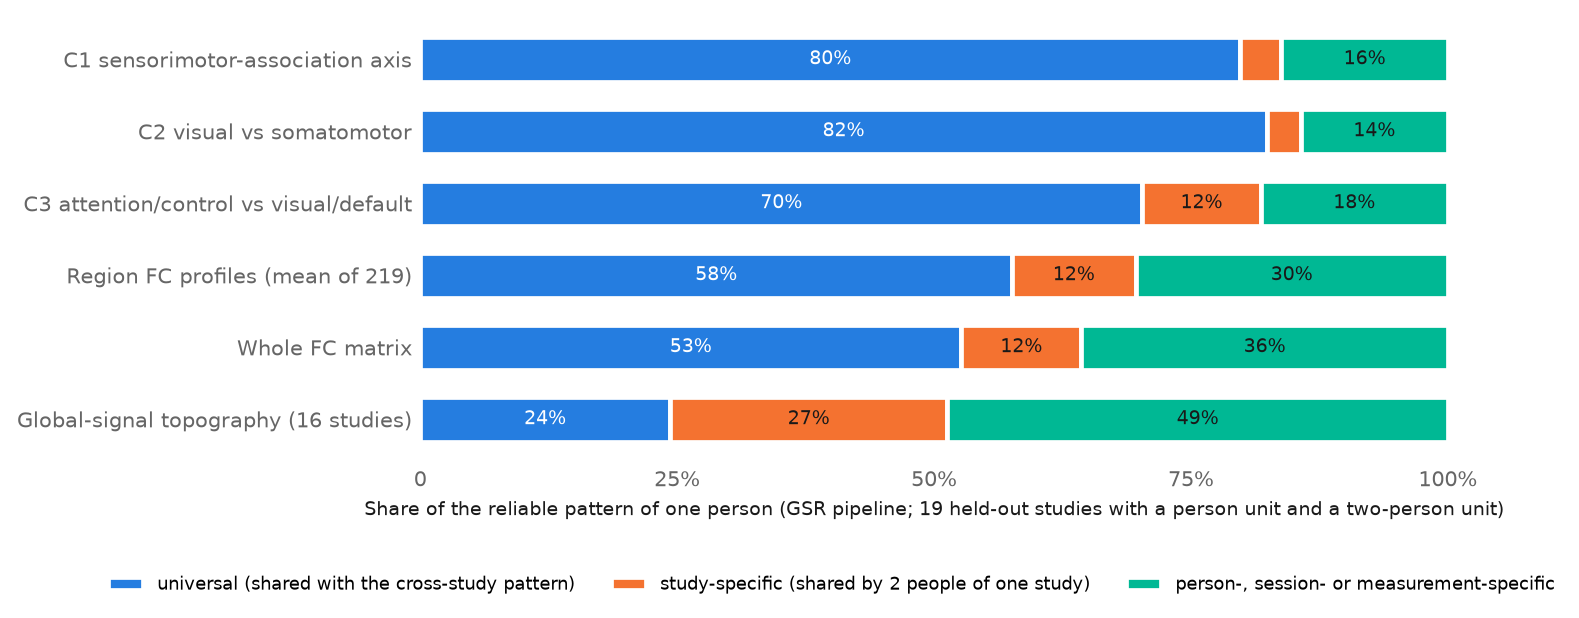 C1 sensorimotor-association axis
80%
16%
C2 visual vs somatomotor
82%
14%
C3 attention/control vs visual/default
70%
12%
18%
Region FC profiles (mean of 219)
58%
12%
30%
Whole FC matrix
53%
12%
36%
Global-signal topography (16 studies)
24%
27%
49%
0
25%
50%
75%
100%
Share of the reliable pattern of one person (GSR pipeline; 19 held-out studies with a person unit and a two-person unit)
universal (shared with the cross-study pattern)
study-specific (shared by 2 people of one study)
person-, session- or measurement-specific